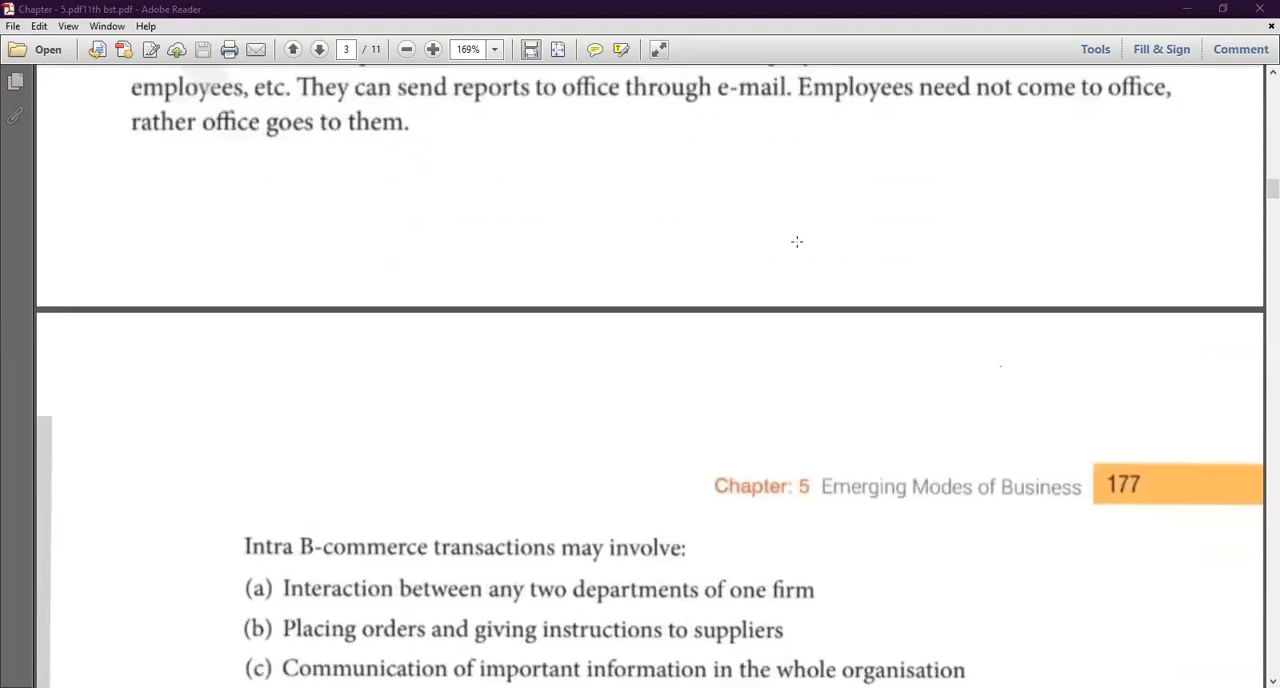 Chapter - 5.pdf11th bst.pdf - Adobe Reader
File Edit View Window Help
Open 3 / 11 169% Tools Fill & Sign Comment
employees, etc. They can send reports to office through e-mail. Employees need not come to office,
rather office goes to them.
Chapter: 5 Emerging Modes of Business 177
Intra B-commerce transactions may involve:
(a) Interaction between any two departments of one firm
(b) Placing orders and giving instructions to suppliers
(c) Communication of important information in the whole organisation